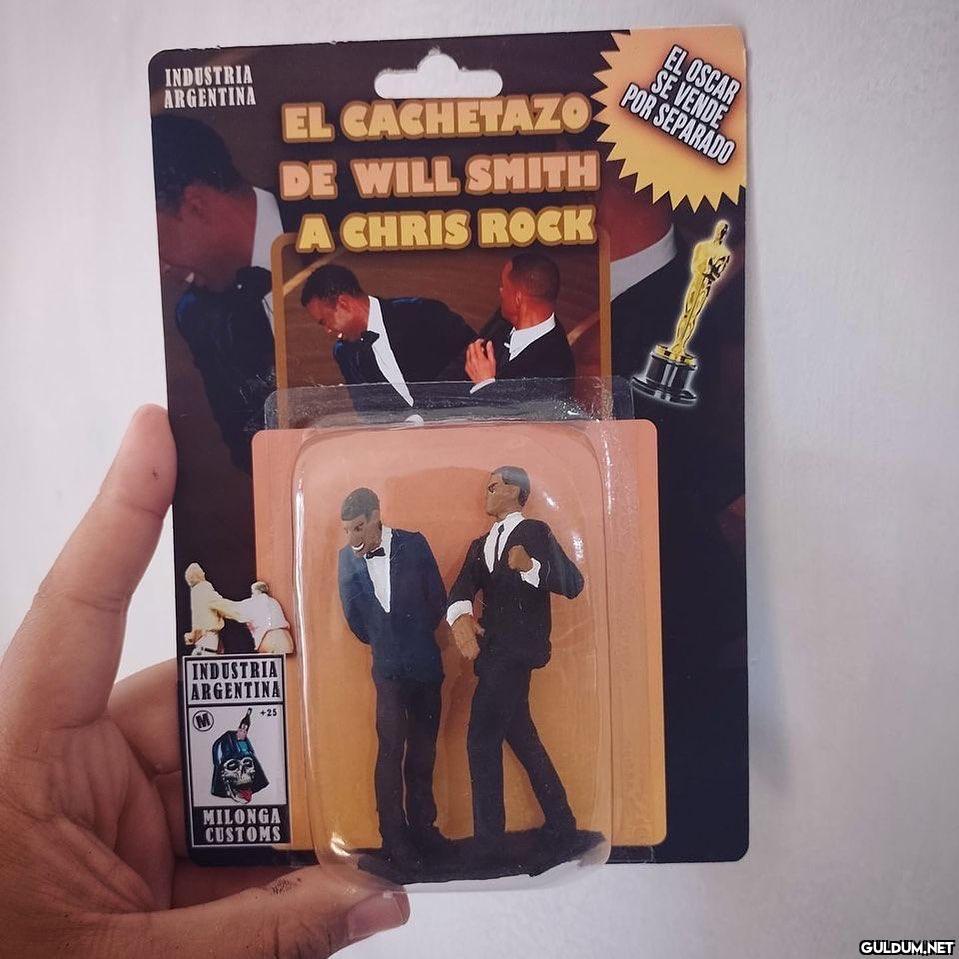 INDUSTRIA
ARGENTINA
EL CACHETAZO
DE WILL SMITH
A CHRIS ROCK
EL OSCAR
SE VENDE
POR SEPARADO
INDUSTRIA
ARGENTINA
M
+25
MILONGA
CUSTOMS
GULDUM.NET